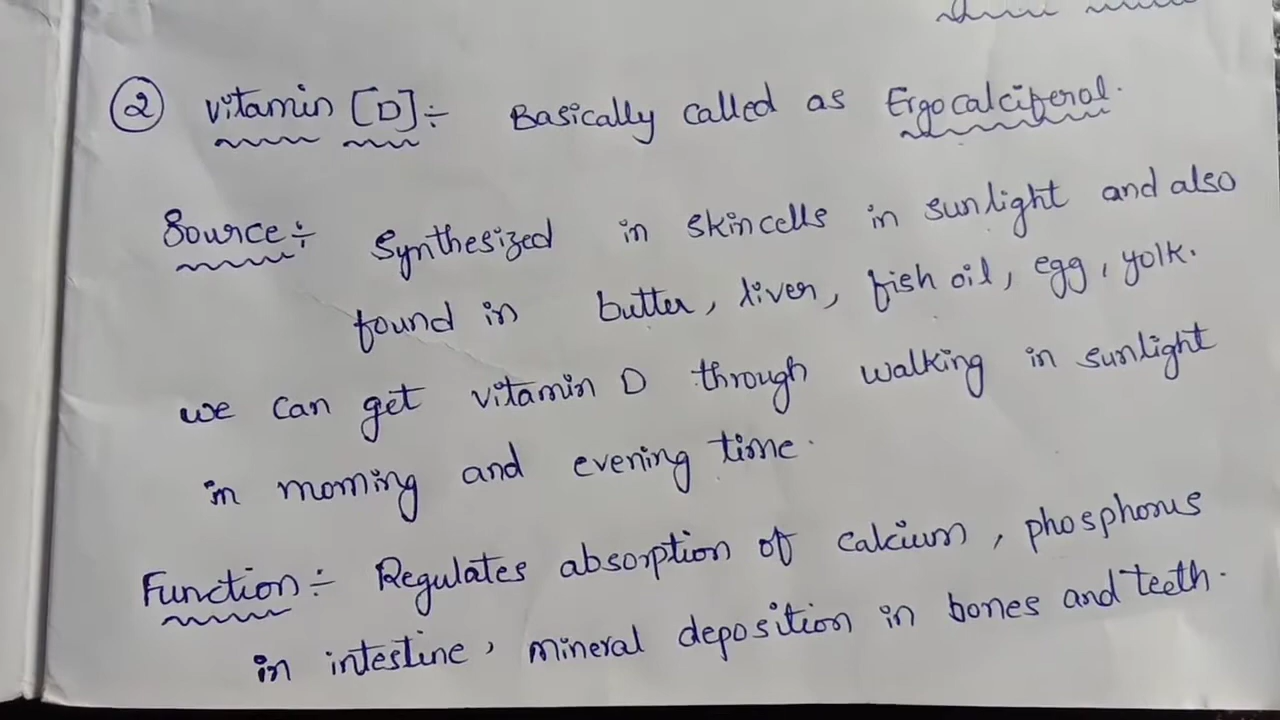 ② Vitamin [D]÷ Basically called as Ergocalciferol.
Source÷ Synthesized in skincells in sunlight and also
found in butter, liver, fish oil, egg, yolk.
we can get vitamin D through walking in sunlight
in morning and evening time.
Function÷ Regulates absorption of calcium, phosphorus
in intestine, mineral deposition in bones and teeth.